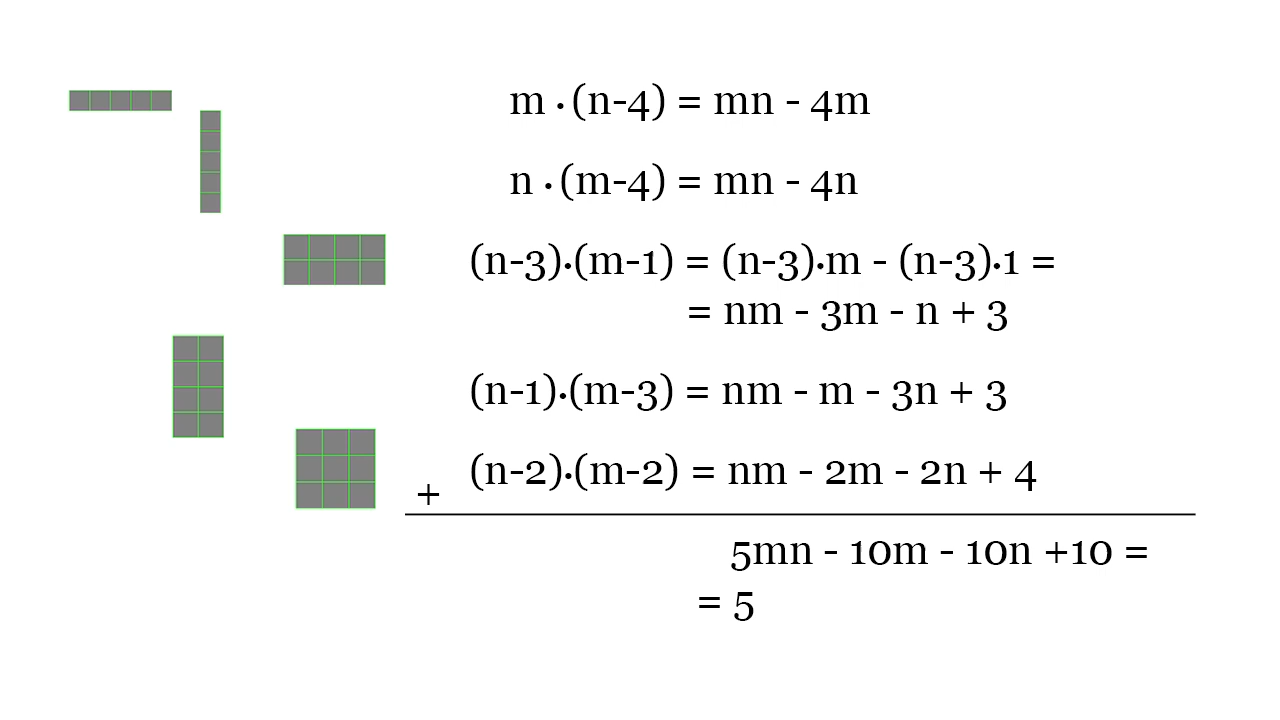 m · (n-4) = mn - 4m
n · (m-4) = mn - 4n
(n-3)·(m-1) = (n-3)·m - (n-3)·1 =
= nm - 3m - n + 3
(n-1)·(m-3) = nm - m - 3n + 3
(n-2)·(m-2) = nm - 2m - 2n + 4
+
5mn - 10m - 10n +10 =
= 5